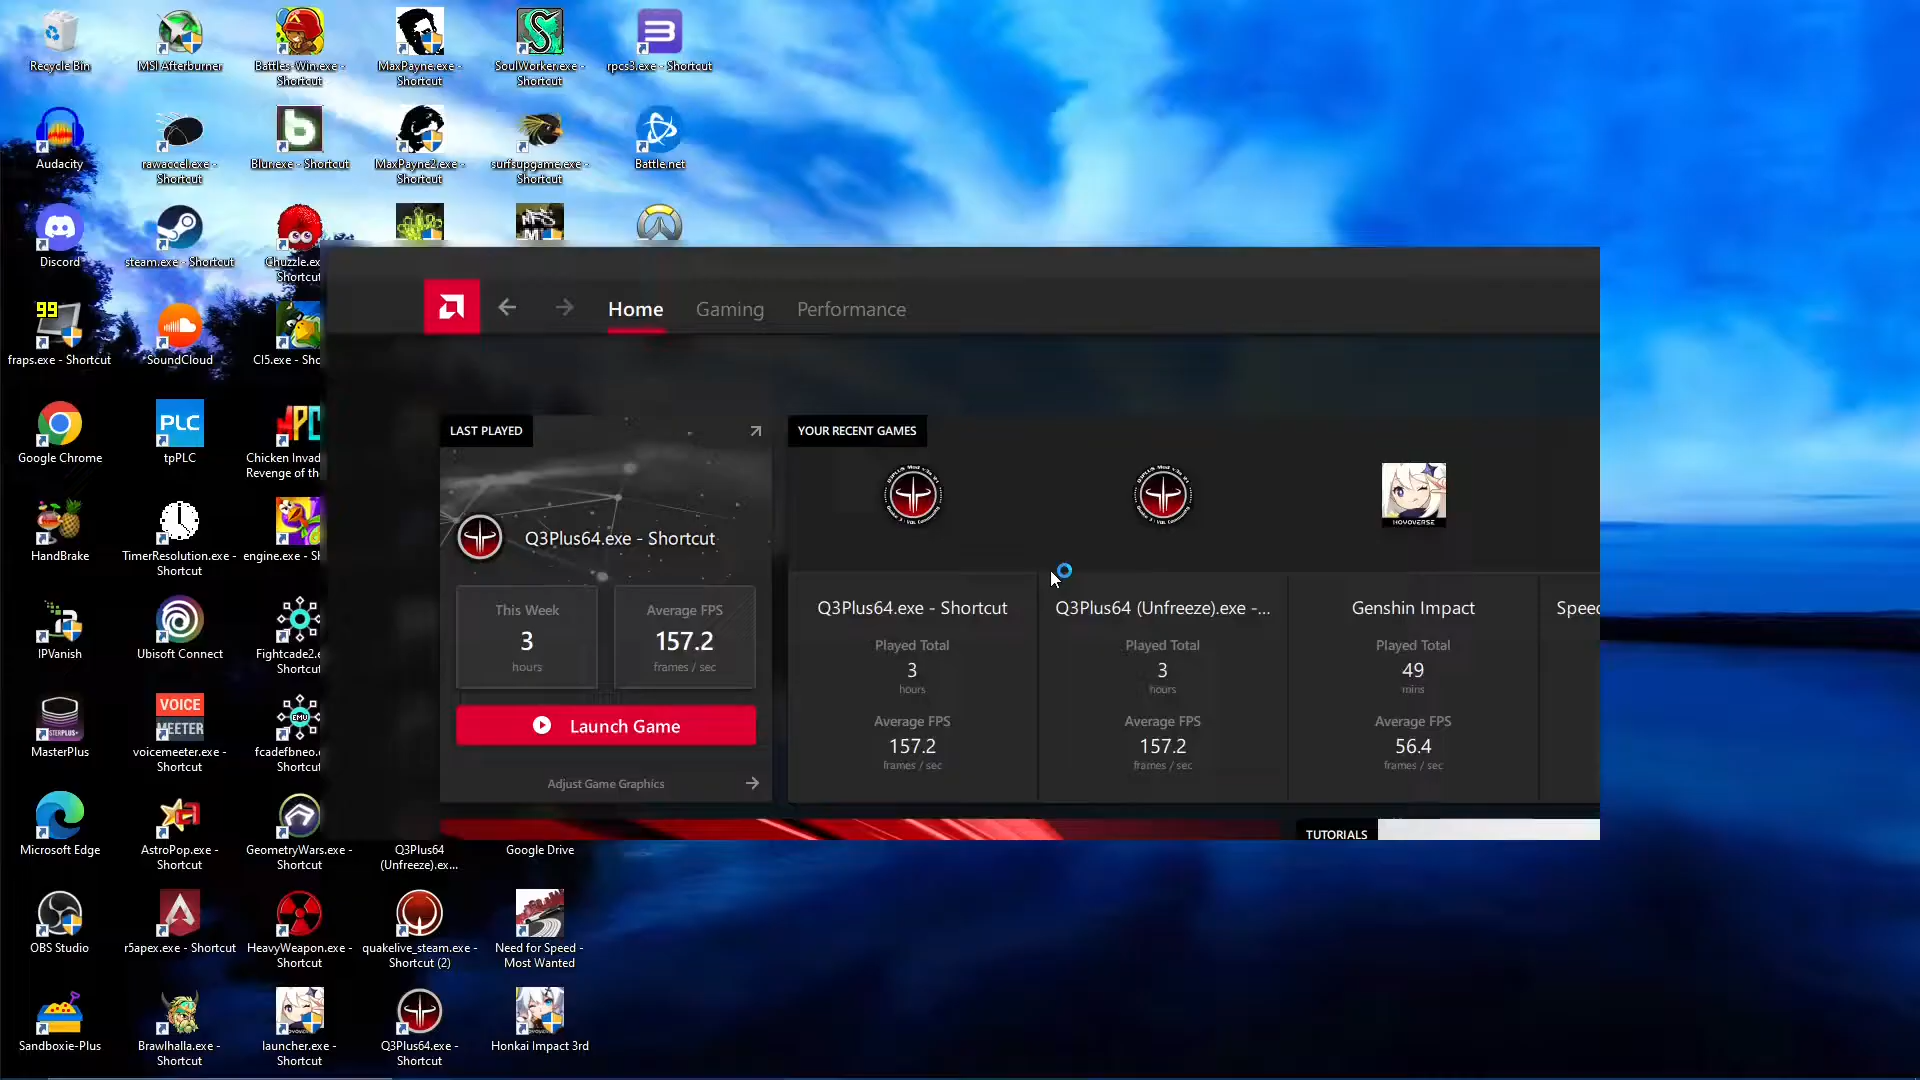 Recycle Bin
MSI Afterburner
Battles-Win.exe -
Shortcut
MaxPayne.exe -
Shortcut
SoulWorker.exe -
Shortcut
rpcs3.exe - Shortcut
Audacity
rawaccel.exe -
Shortcut
Blur.exe - Shortcut
MaxPayne2.exe -
Shortcut
surfsupgame.exe -
Shortcut
Battle.net
Discord
steam.exe - Shortcut
Chuzzle.ex
Shortcut
99
fraps.exe - Shortcut
SoundCloud
CI5.exe - Sho
Google Chrome
PLC
tpPLC
Chicken Invad
Revenge of th
HandBrake
TimerResolution.exe -
Shortcut
engine.exe - Sh
IPVanish
Ubisoft Connect
Fightcade2.e
Shortcut
MasterPlus
VOICE
MEETER
voicemeeter.exe -
Shortcut
EMU
fcadefbneo.
Shortcut
Microsoft Edge
AstroPop.exe -
Shortcut
GeometryWars.exe -
Shortcut
Q3Plus64
(Unfreeze).ex...
Google Drive
OBS Studio
r5apex.exe - Shortcut
HeavyWeapon.exe -
Shortcut
quakelive_steam.exe -
Shortcut (2)
Need for Speed -
Most Wanted
Sandboxie-Plus
Brawlhalla.exe -
Shortcut
launcher.exe -
Shortcut
Q3Plus64.exe -
Shortcut
Honkai Impact 3rd
Home
Gaming
Performance
LAST PLAYED
Q3Plus64.exe - Shortcut
This Week
3
hours
Average FPS
157.2
frames / sec
Launch Game
Adjust Game Graphics
YOUR RECENT GAMES
Q3Plus64.exe - Shortcut
Played Total
3
hours
Average FPS
157.2
frames / sec
Q3Plus64 (Unfreeze).exe -...
Played Total
3
hours
Average FPS
157.2
frames / sec
HOYOVERSE
Genshin Impact
Played Total
49
mins
Average FPS
56.4
frames / sec
Speed
TUTORIALS